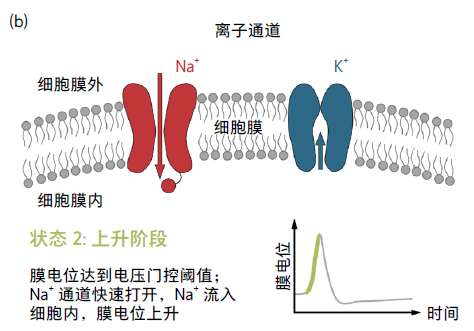 (b)
离子通道
Na⁺
K⁺
细胞膜外
细胞膜
细胞膜内
状态 2: 上升阶段
膜电位达到电压门控阈值；
Na⁺ 通道快速打开，Na⁺ 流入
细胞内，膜电位上升
膜电位
时间